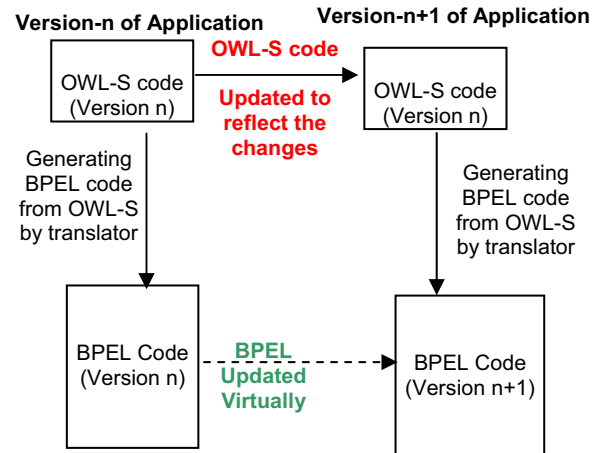 Version-n of Application
Version-n+1 of Application
OWL-S code
(Version n)
OWL-S code
Updated to
reflect the
changes
OWL-S code
(Version n)
Generating
BPEL code
from OWL-S
by translator
Generating
BPEL code
from OWL-S
by translator
BPEL Code
(Version n)
BPEL
Updated
Virtually
BPEL Code
(Version n+1)